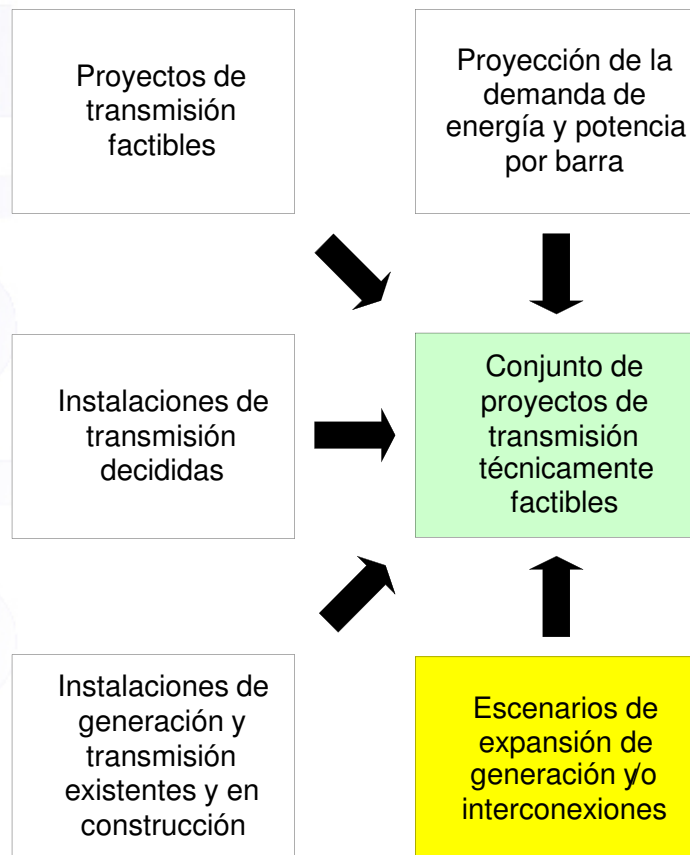 Proyectos de
transmisión
factibles
Proyección de la
demanda de
energía y potencia
por barra
Instalaciones de
transmisión
decididas
Conjunto de
proyectos de
transmisión
técnicamente
factibles
Instalaciones de
generación y
transmisión
existentes y en
construcción
Escenarios de
expansión de
generación y/o
interconexiones